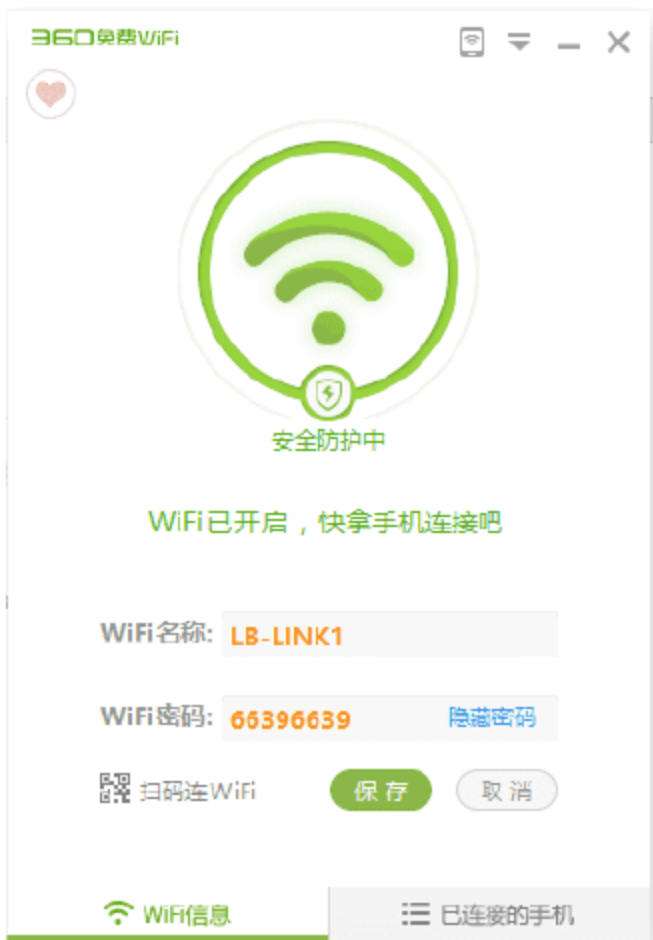 360免费WiFi
安全防护中
WiFi已开启，快拿手机连接吧
WiFi名称: LB-LINK1
WiFi密码: 66396639 隐藏密码
扫码连WiFi 保存 取消
WiFi信息 已连接的手机